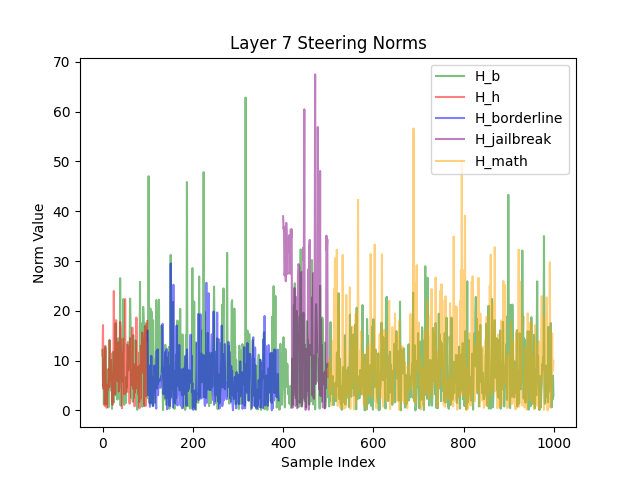 Layer 7 Steering Norms
H_b
H_h
H_borderline
H_jailbreak
H_math
Norm Value
70
60
50
40
30
20
10
0
0 200 400 600 800 1000
Sample Index